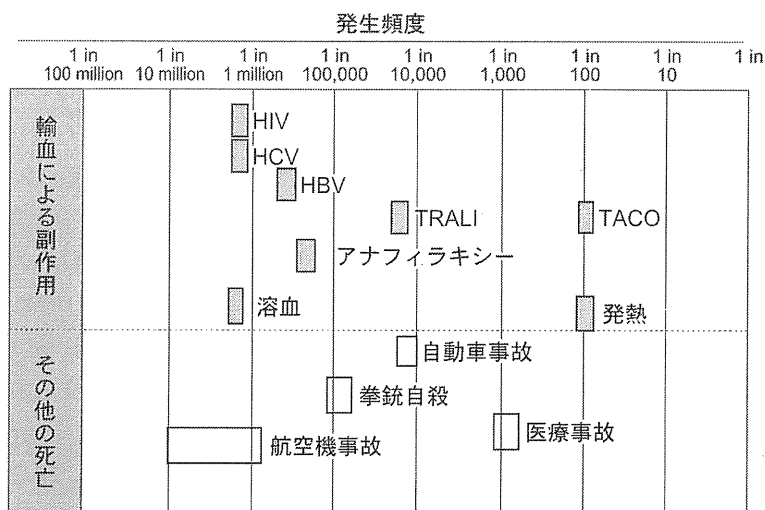 発生頻度
1 in 100 million
1 in 10 million
1 in 1 million
1 in 100,000
1 in 10,000
1 in 1,000
1 in 100
1 in 10
1 in
輸血による副作用
HIV
HCV
HBV
TRALI
TACO
アナフィラキシー
溶血
発熱
その他の死亡
自動車事故
拳銃自殺
医療事故
航空機事故